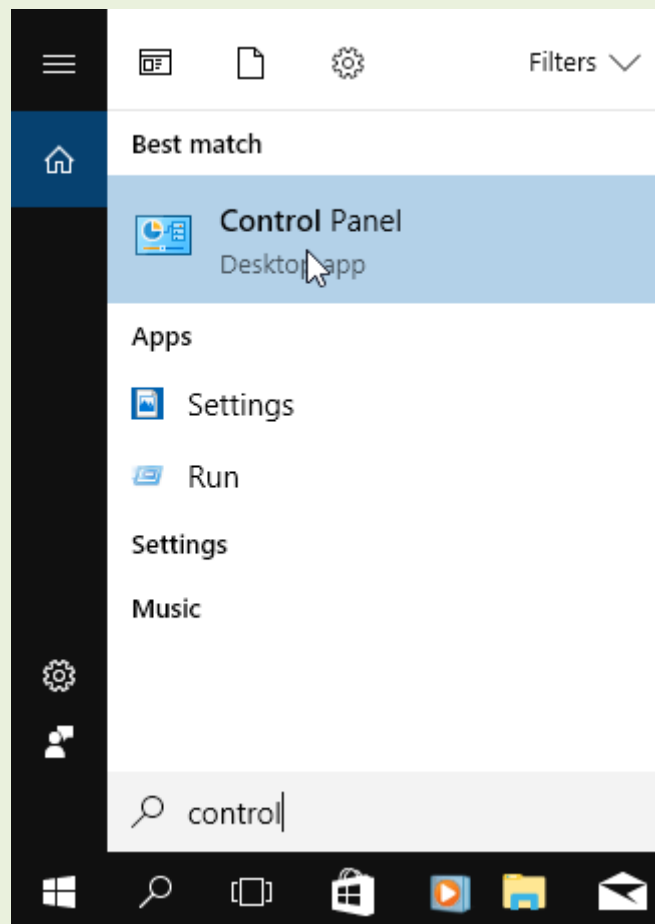 Filters
Best match
Control Panel
Desktop app
Apps
Settings
Run
Settings
Music
control